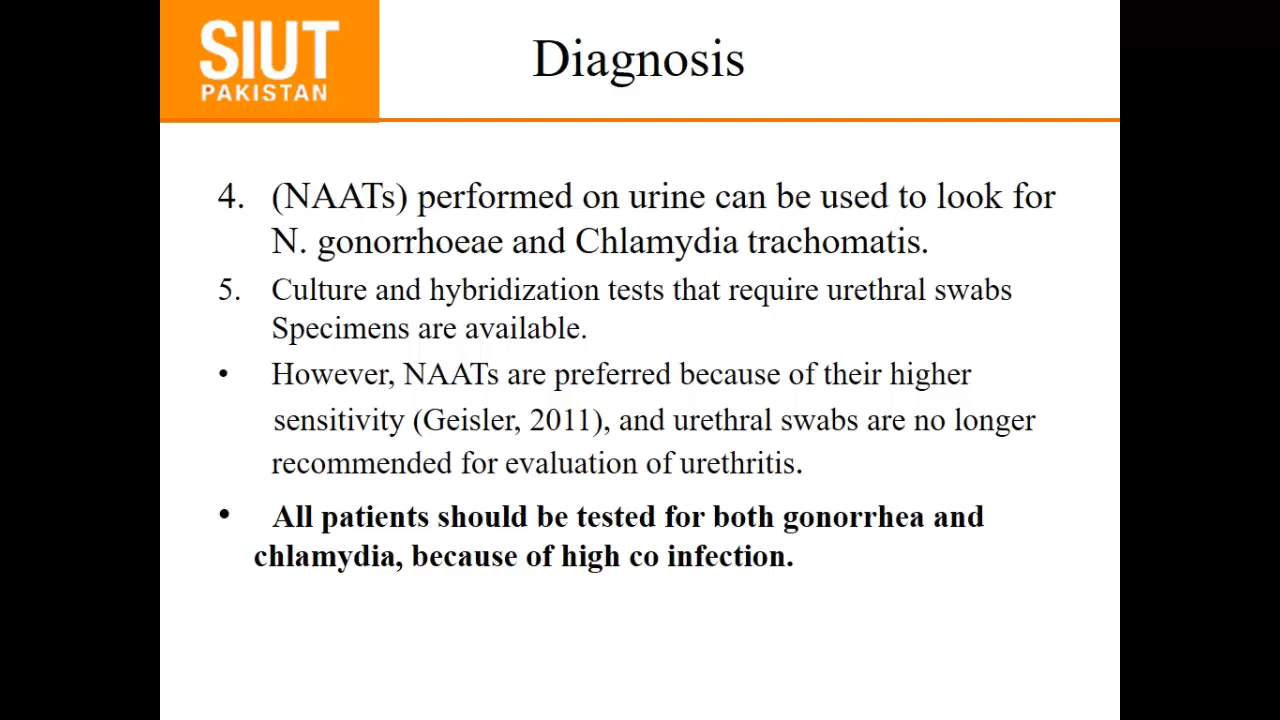 SIUT
PAKISTAN
Diagnosis
4. (NAATs) performed on urine can be used to look for
N. gonorrhoeae and Chlamydia trachomatis.
5. Culture and hybridization tests that require urethral swabs
Specimens are available.
• However, NAATs are preferred because of their higher
sensitivity (Geisler, 2011), and urethral swabs are no longer
recommended for evaluation of urethritis.
• All patients should be tested for both gonorrhea and
chlamydia, because of high co infection.